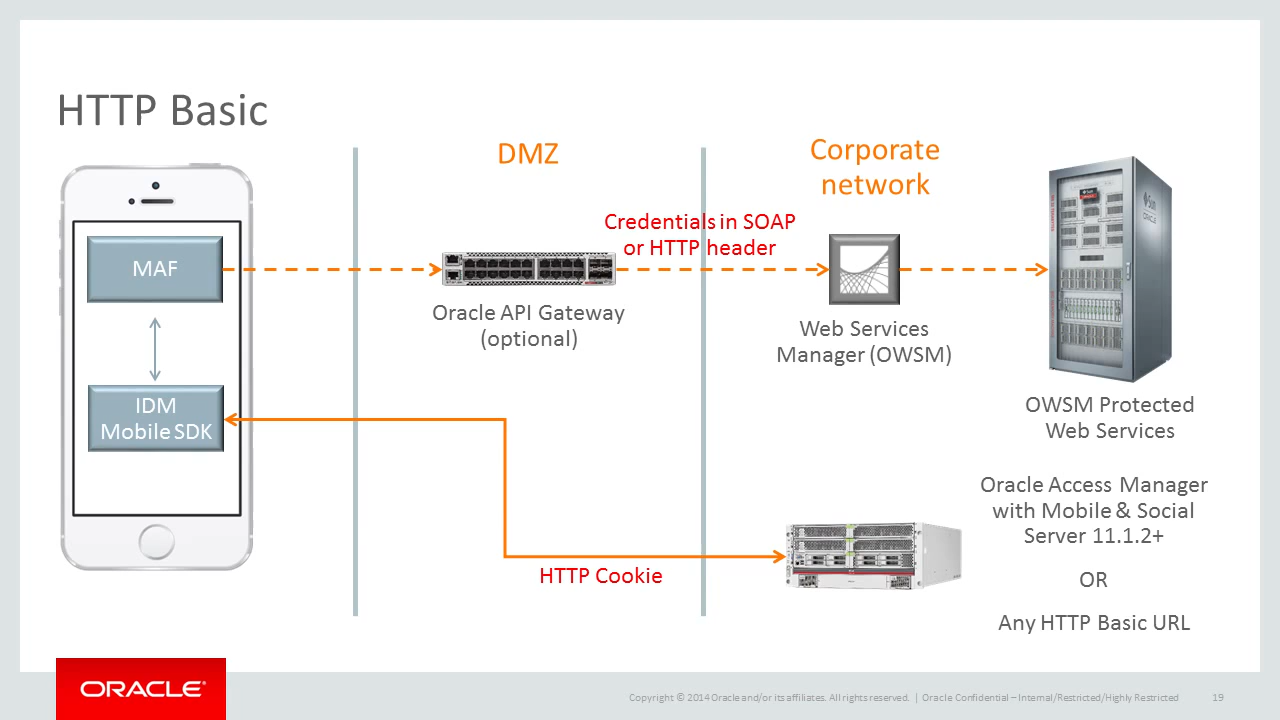 HTTP Basic
DMZ
Corporate
network
Credentials in SOAP
or HTTP header
MAF
Oracle API Gateway
(optional)
Web Services
Manager (OWSM)
IDM
Mobile SDK
OWSM Protected
Web Services
Oracle Access Manager
with Mobile & Social
Server 11.1.2+
HTTP Cookie
OR
Any HTTP Basic URL
ORACLE®
Copyright © 2014 Oracle and/or its affiliates. All rights reserved. | Oracle Confidential – Internal/Restricted/Highly Restricted
19